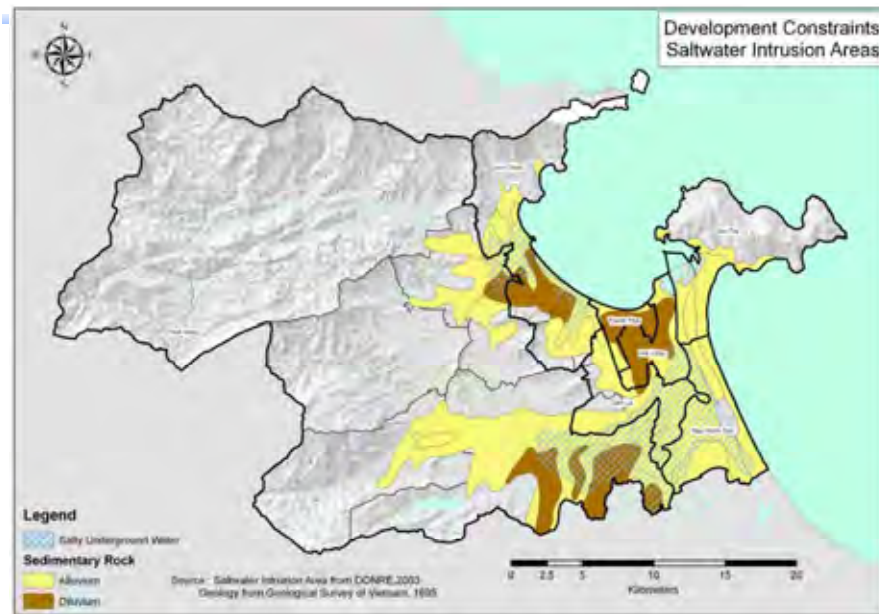 Development Constraints
Saltwater Intrusion Areas
N
Legend
Salty Underground Water
Sedimentary Rock
Alluvium
Diluvium
Source : Saltwater Intrusion Area from DONRE,2003
Geology from Geological Survey of Vietnam, 1995
0 2.5 5 10 15 20
Kilometers